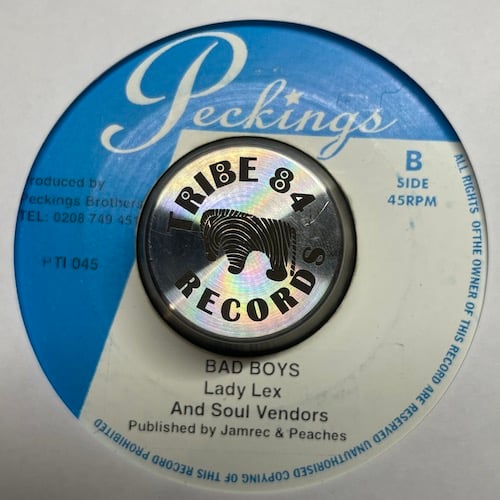 Peckings
B
SIDE
45RPM
Produced by
Peckings Brothers
TEL: 0208 749 451
PTI 045
TRIBE 84
RECORDS
BAD BOYS
Lady Lex
And Soul Vendors
Published by Jamrec & Peaches
ALL RIGHTS OFTHE OWNER OF THIS RECORD ARE RESERVED UNAUTHORISED COPYING OF THIS RECORD PROHIBITED